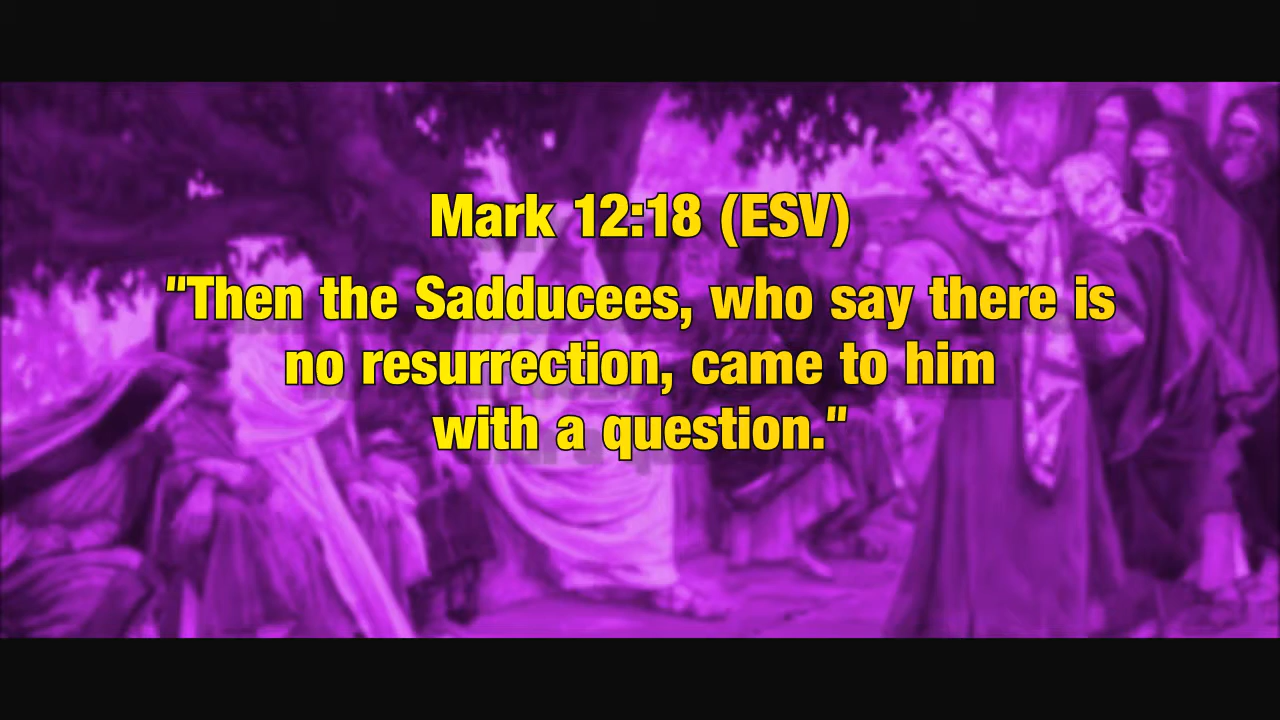 Mark 12:18 (ESV)
"Then the Sadducees, who say there is
no resurrection, came to him
with a question."